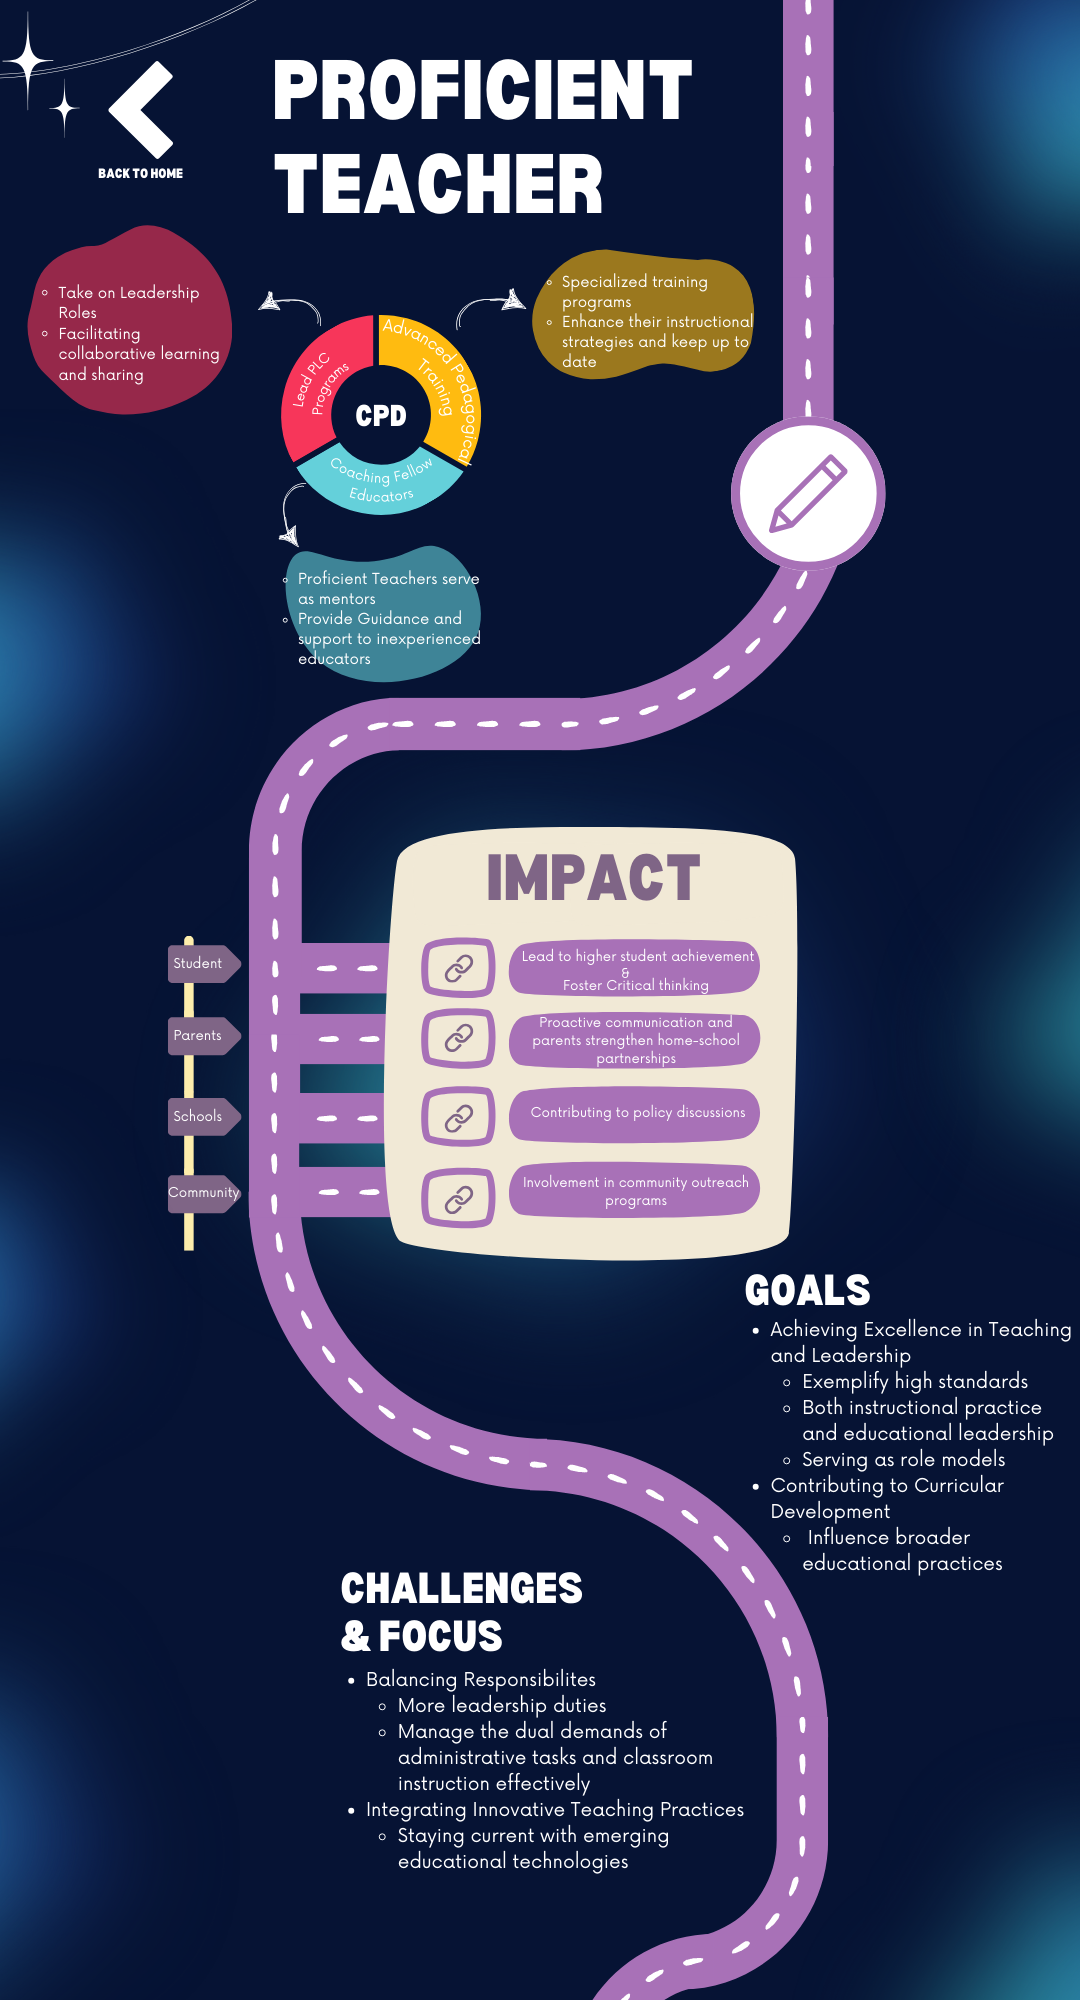 PROFICIENT
TEACHER
BACK TO HOME
Take on Leadership
Roles
Facilitating
collaborative learning
and sharing
Specialized training
programs
Enhance their instructional
strategies and keep up to
date
Lead PLC
Programs
Advanced Pedagogical
Training
CPD
Coaching Fellow
Educators
Proficient Teachers serve
as mentors
Provide Guidance and
support to inexperienced
educators
IMPACT
Student
Lead to higher student achievement
&
Foster Critical thinking
Parents
Proactive communication and
parents strengthen home-school
partnerships
Schools
Contributing to policy discussions
Community
Involvement in community outreach
programs
GOALS
Achieving Excellence in Teaching
and Leadership
Exemplify high standards
Both instructional practice
and educational leadership
Serving as role models
Contributing to Curricular
Development
Influence broader
educational practices
CHALLENGES
& FOCUS
Balancing Responsibilites
More leadership duties
Manage the dual demands of
administrative tasks and classroom
instruction effectively
Integrating Innovative Teaching Practices
Staying current with emerging
educational technologies